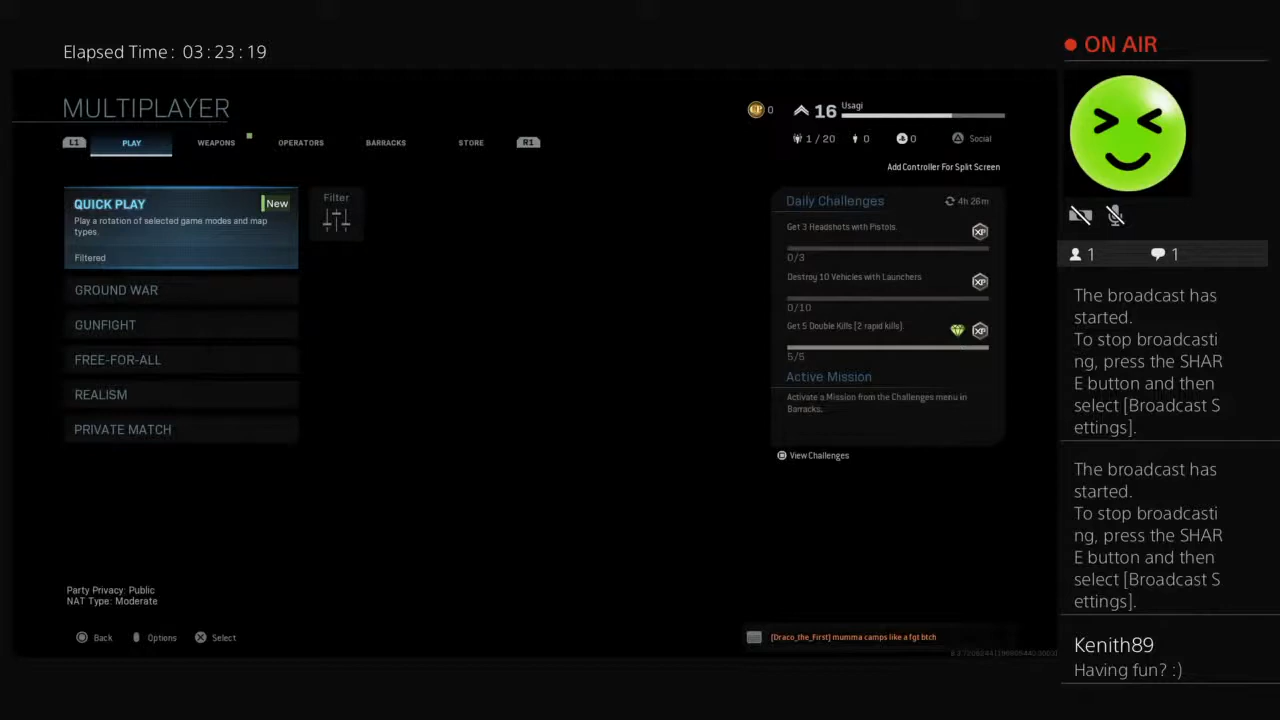 Elapsed Time: 03:23:19
ON AIR
MULTIPLAYER
0
16
Usagi
L1
PLAY
WEAPONS
OPERATORS
BARRACKS
STORE
R1
1 / 20
0
0
Social
Add Controller For Split Screen
QUICK PLAY
New
Play a rotation of selected game modes and map
types.
Filtered
Filter
GROUND WAR
GUNFIGHT
FREE-FOR-ALL
REALISM
PRIVATE MATCH
Daily Challenges
4h 26m
Get 3 Headshots with Pistols.
XP
0/3
Destroy 10 Vehicles with Launchers
XP
0/10
Get 5 Double Kills [2 rapid kills].
XP
5/5
Active Mission
Activate a Mission from the Challenges menu in
Barracks.
View Challenges
Party Privacy: Public
NAT Type: Moderate
Back
Options
Select
[Draco_the_First] mumma camps like a fgt btch
1
1
The broadcast has
started.
To stop broadcasti
ng, press the SHAR
E button and then
select [Broadcast S
ettings].
The broadcast has
started.
To stop broadcasti
ng, press the SHAR
E button and then
select [Broadcast S
ettings].
Kenith89
Having fun? :)